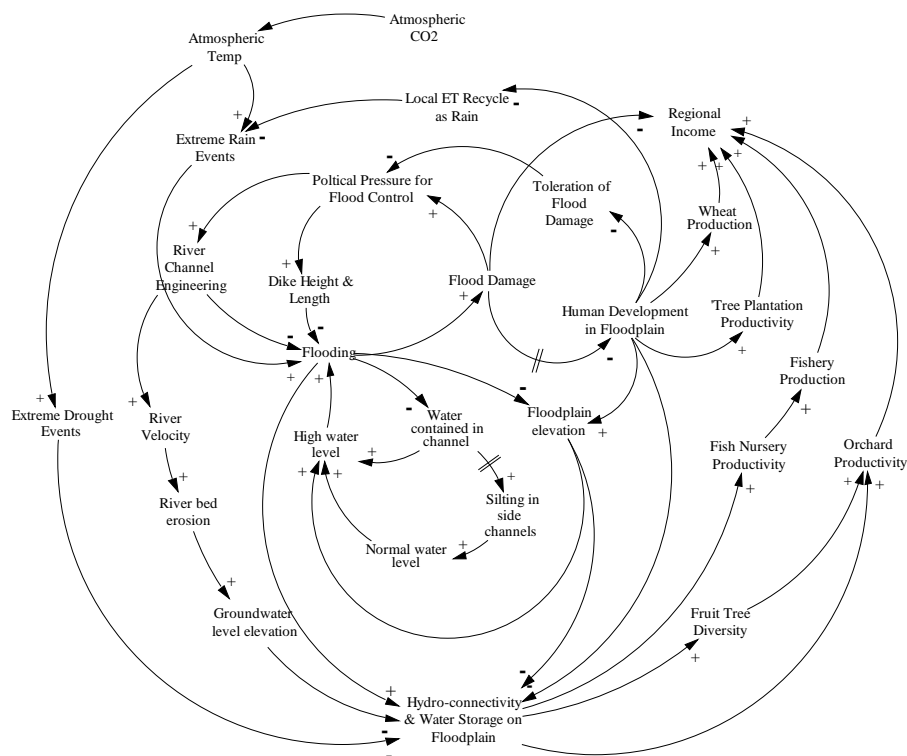 Atmospheric
CO2
Atmospheric
Temp
Local ET Recycle
as Rain
Regional
Income
Extreme Rain
Events
Poltical Pressure for
Flood Control
Toleration of
Flood
Damage
Wheat
Production
River
Channel
Engineering
Dike Height &
Length
Flood Damage
Human Development
in Floodplain
'Tree Plantation
Productivity
Flooding
Fishery
Production
Extreme Drought
Events
River
Velocity
High water
level
Water
contained in
channel
Floodplain
elevation
Fish Nursery
Productivity
Orchard
Productivity
River bed
erosion
Silting in
side
channels
Normal water
level
Groundwater
level elevation
Fruit Tree
Diversity
Hydro-connectivity
& Water Storage on
Floodplain